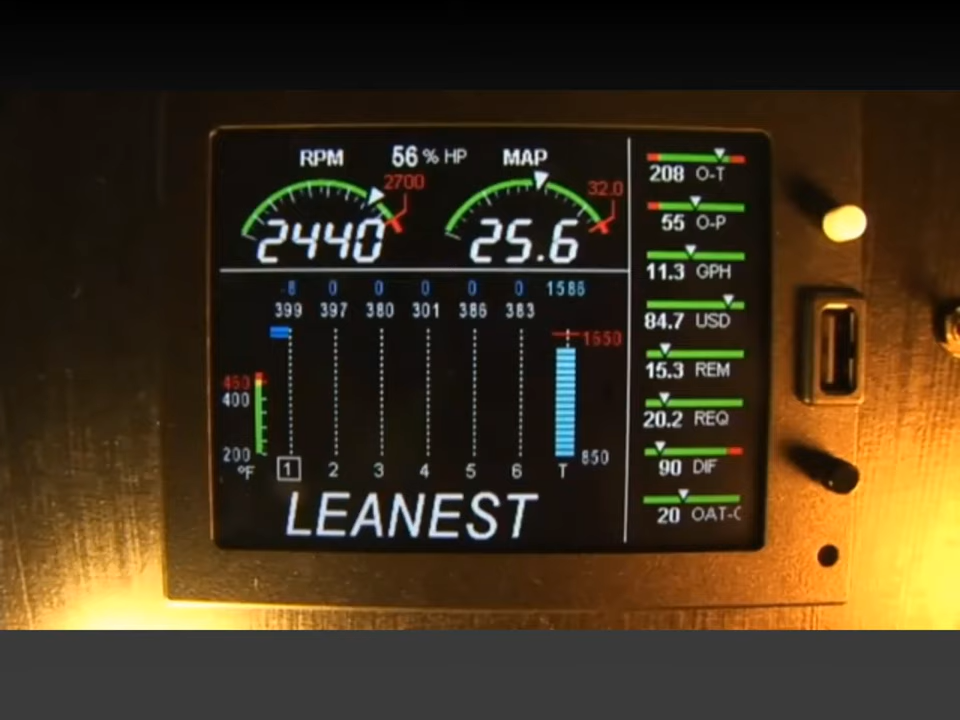 RPM 56 % HP MAP
2700 32.0
2440 25.6
-8 0 0 0 0 0 1586
399 397 380 301 386 383
1650
450
400
200
°F
850
1 2 3 4 5 6 T
LEANEST
208 O-T
55 O-P
11.3 GPH
84.7 USD
15.3 REM
20.2 REQ
90 DIF
20 OAT-C